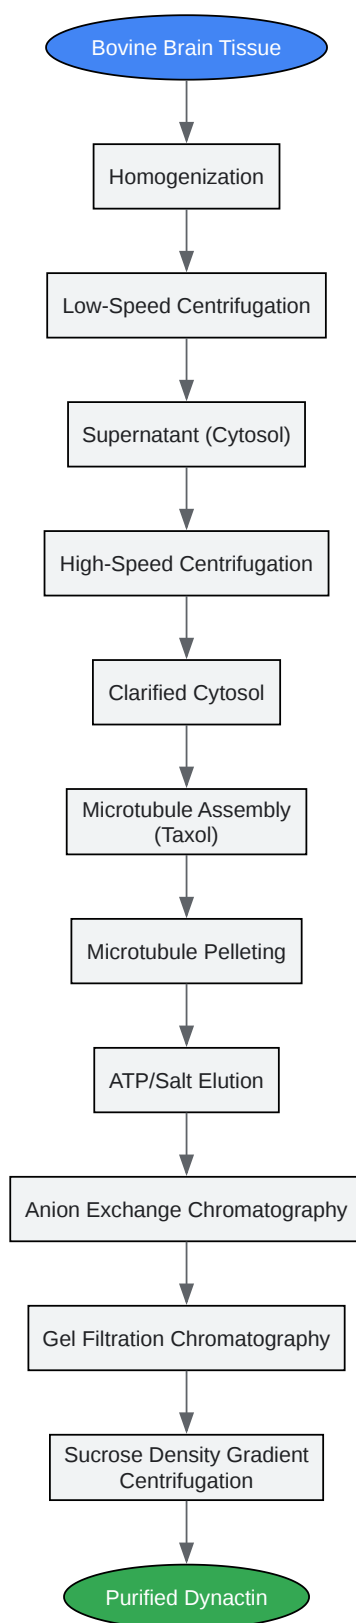 Bovine Brain Tissue
Homogenization
Low-Speed Centrifugation
Supernatant (Cytosol)
High-Speed Centrifugation
Clarified Cytosol
Microtubule Assembly
(Taxol)
Microtubule Pelleting
ATP/Salt Elution
Anion Exchange Chromatography
Gel Filtration Chromatography
Sucrose Density Gradient
Centrifugation
Purified Dynactin